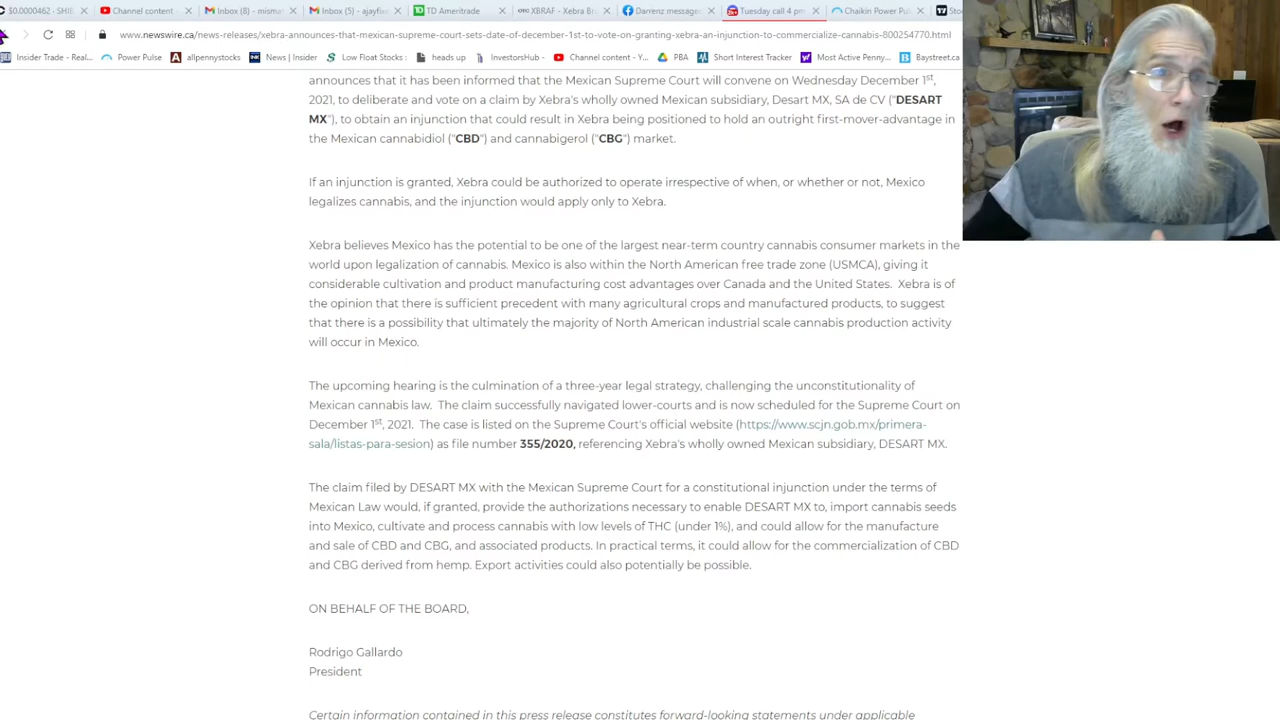 $0.0000462 - SHIB
Channel content -
Inbox (8) - misma
Inbox (5) - ajayfix
TD Ameritrade
XBRAF - Xebra Br
Darrenz message
Tuesday call 4 pm
Chaikin Power Pul
Sto
www.newswire.ca/news-releases/xebra-announces-that-mexican-supreme-court-sets-date-of-december-1st-to-vote-on-granting-xebra-an-injunction-to-commercialize-cannabis-800254770.html
Insider Trade - Real...
Power Pulse
allpennystocks
News | Insider
Low Float Stocks :
heads up
InvestorsHub -
Content - Y...
PBA
Short Interest Tracker
Most Active Penny...
Baystreet.
announces that it has been informed that the Mexican Supreme Court will convene on Wednesday December 1st,
2021, to deliberate and vote on a claim by Xebra's wholly owned Mexican subsidiary, Desart MX, SA de CV ("DESART
MX"), to obtain an injunction that could result in Xebra being positioned to hold an outright first-mover-advantage in
the Mexican cannabidiol ("CBD") and cannabigerol ("CBG") market.
If an injunction is granted, Xebra could be authorized to operate irrespective of when, or whether or not, Mexico
legalizes cannabis, and the injunction would apply only to Xebra.
Xebra believes Mexico has the potential to be one of the largest near-term country cannabis consumer markets in the
world upon legalization of cannabis. Mexico is also within the North American free trade zone (USMCA), giving it
considerable cultivation and product manufacturing cost advantages over Canada and the United States. Xebra is of
the opinion that there is sufficient precedent with many agricultural crops and manufactured products, to suggest
that there is a possibility that ultimately the majority of North American industrial scale cannabis production activity
will occur in Mexico.
The upcoming hearing is the culmination of a three-year legal strategy, challenging the unconstitutionality of
Mexican cannabis law. The claim successfully navigated lower-courts and is now scheduled for the Supreme Court on
December 1st, 2021. The case is listed on the Supreme Court's official website (https://www.scjn.gob.mx/primera-
sala/listas-para-sesion) as file number 355/2020, referencing Xebra's wholly owned Mexican subsidiary, DESART MX.
The claim filed by DESART MX with the Mexican Supreme Court for a constitutional injunction under the terms of
Mexican Law would, if granted, provide the authorizations necessary to enable DESART MX to, import cannabis seeds
into Mexico, cultivate and process cannabis with low levels of THC (under 1%), and could allow for the manufacture
and sale of CBD and CBG, and associated products. In practical terms, it could allow for the commercialization of CBD
and CBG derived from hemp. Export activities could also potentially be possible.
ON BEHALF OF THE BOARD,
Rodrigo Gallardo
President
Certain information contained in this press release constitutes forward-looking statements under applicable